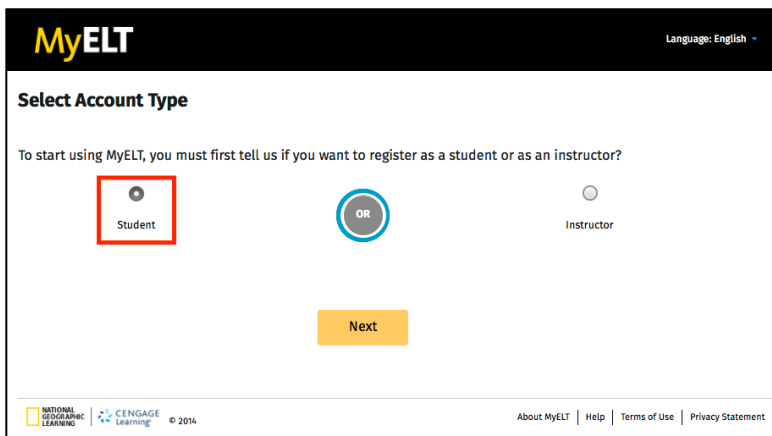 MyELT
Language: English
Select Account Type
To start using MyELT, you must first tell us if you want to register as a student or as an instructor?
Student
OR
Instructor
Next
NATIONAL
GEOGRAPHIC
LEARNING
CENGAGE
Learning
© 2014
About MyELT | Help | Terms of Use | Privacy Statement